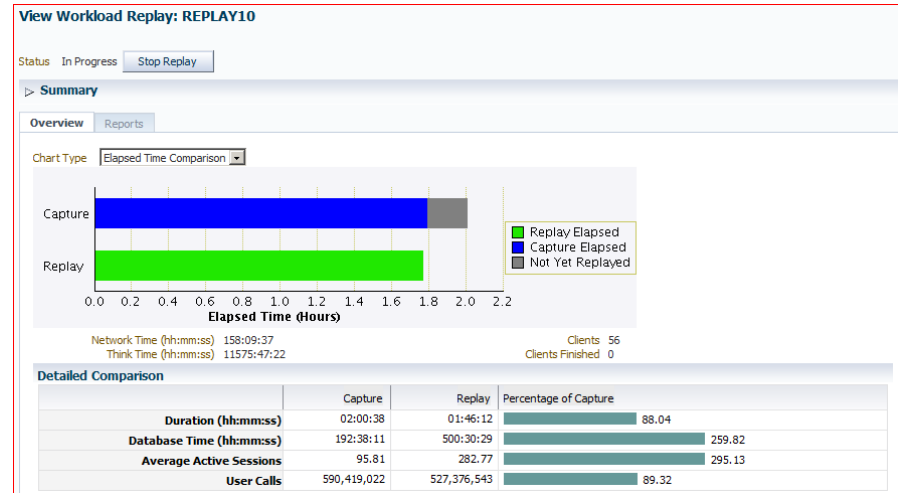 View Workload Replay: REPLAY10
Status In Progress Stop Replay
Summary
Overview Reports
Chart Type Elapsed Time Comparison
Capture
Replay
Replay Elapsed
Capture Elapsed
Not Yet Replayed
0.0 0.2 0.4 0.6 0.8 1.0 1.2 1.4 1.6 1.8 2.0 2.2
Elapsed Time (Hours)
Network Time (hh:mm:ss) 158:09:37 Clients 56
Think Time (hh:mm:ss) 11575:47:22 Clients Finished 0
Detailed Comparison
Capture Replay Percentage of Capture
Duration (hh:mm:ss) 02:00:38 01:46:12 88.04
Database Time (hh:mm:ss) 192:38:11 500:30:29 259.82
Average Active Sessions 95.81 282.77 295.13
User Calls 590,419,022 527,376,543 89.32